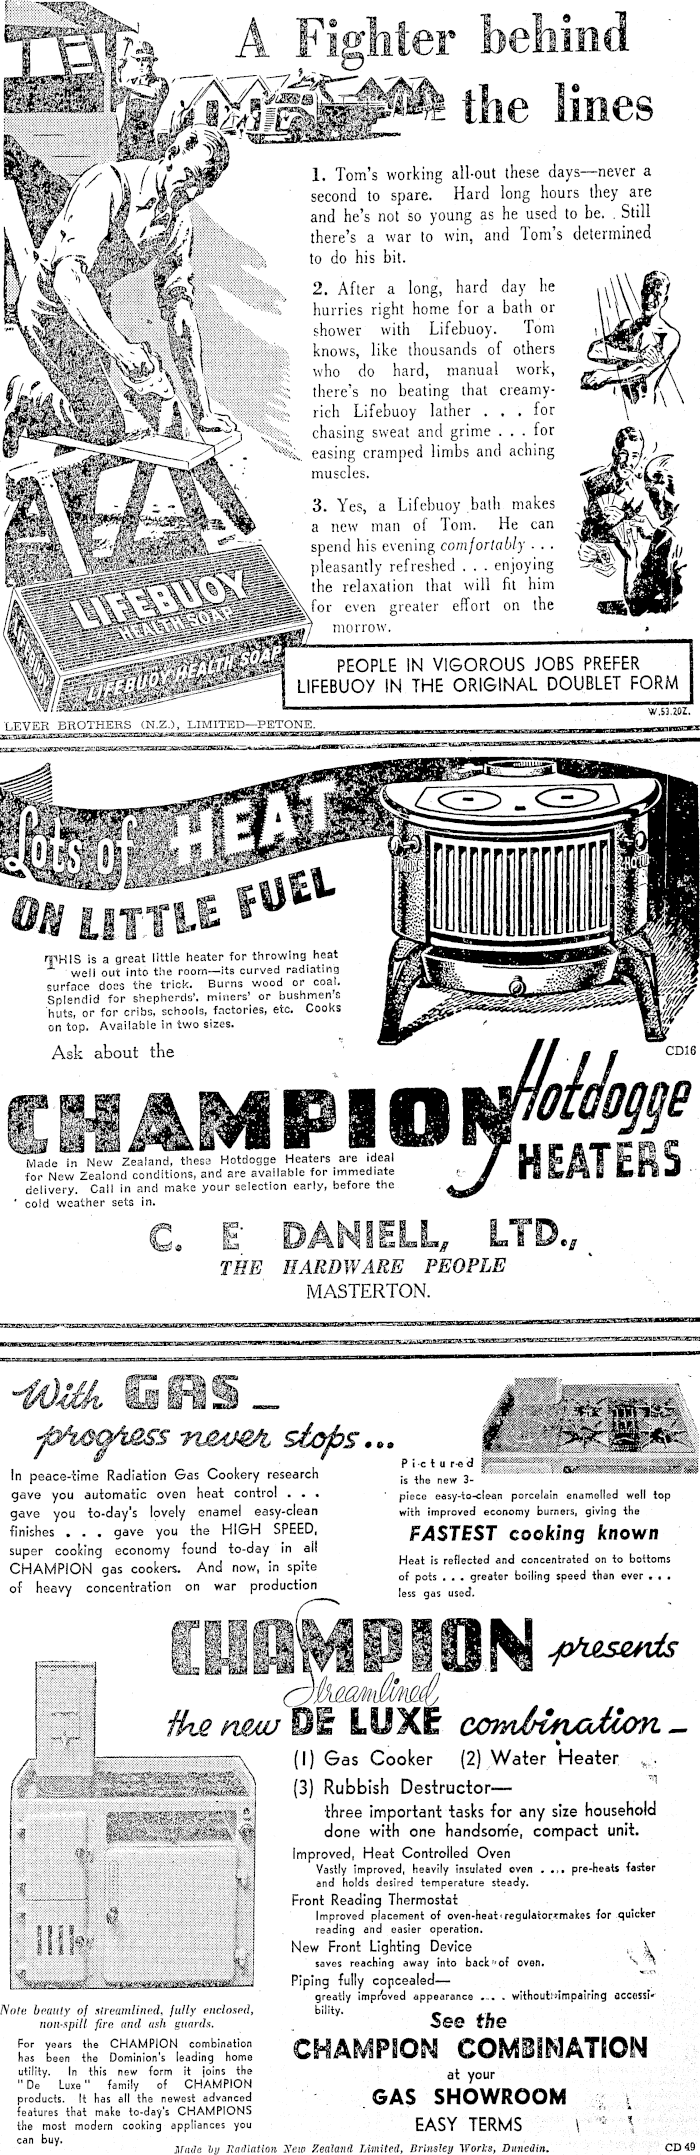 A Fighter behind
the lines
1. Tom's working all-out these days—never a
second to spare. Hard long hours they are
and he's not so young as he used to be. Still
there's a war to win, and Tom's determined
to do his bit.
2. After a long, hard day he
hurries right home for a bath or
shower with Lifebuoy. Tom
knows, like thousands of others
who do hard, manual work,
there's no beating that creamy-
rich Lifebuoy lather . . . for
chasing sweat and grime . . . for
easing cramped limbs and aching
muscles.
3. Yes, a Lifebuoy bath makes
a new man of Tom. He can
spend his evening comfortably . . .
pleasantly refreshed . . . enjoying
the relaxation that will fit him
for even greater effort on the
morrow.
LIFEBUOY
HEALTH SOAP
LIFEBUOY
LIFEBUOY HEALTH SOAP
PEOPLE IN VIGOROUS JOBS PREFER
LIFEBUOY IN THE ORIGINAL DOUBLET FORM
W.53.20Z.
LEVER BROTHERS (N.Z.), LIMITED—PETONE.
Lots of HEAT
ON LITTLE FUEL
THIS is a great little heater for throwing heat
well out into the room—its curved radiating
surface does the trick. Burns wood or coal.
Splendid for shepherds', miners' or bushmen's
huts, or for cribs, schools, factories, etc. Cooks
on top. Available in two sizes.
Ask about the
CD16
CHAMPION Hotdogge
HEATERS
Made in New Zealand, these Hotdogge Heaters are ideal
for New Zealand conditions, and are available for immediate
delivery. Call in and make your selection early, before the
cold weather sets in.
C. E DANIELL, LTD.,
THE HARDWARE PEOPLE
MASTERTON.
With GAS —
progress never stops...
In peace-time Radiation Gas Cookery research
gave you automatic oven heat control . . .
gave you to-day's lovely enamel easy-clean
finishes . . . gave you the HIGH SPEED,
super cooking economy found to-day in all
CHAMPION gas cookers. And now, in spite
of heavy concentration on war production
Pictured
is the new 3-
piece easy-to-clean porcelain enamelled well top
with improved economy burners, giving the
FASTEST cooking known
Heat is reflected and concentrated on to bottoms
of pots . . . greater boiling speed than ever . . .
less gas used.
CHAMPION presents
Streamlined
the new DE LUXE combination —
(1) Gas Cooker (2) Water Heater
(3) Rubbish Destructor—
three important tasks for any size household
done with one handsome, compact unit.
Improved, Heat Controlled Oven
Vastly improved, heavily insulated oven . . . pre-heats faster
and holds desired temperature steady.
Front Reading Thermostat
Improved placement of oven-heat regulator makes for quicker
reading and easier operation.
New Front Lighting Device
saves reaching away into back of oven.
Piping fully concealed—
greatly improved appearance . . . without impairing accessi-
bility.
Note beauty of streamlined, fully enclosed,
non-spill fire and ash guards.
For years the CHAMPION combination
has been the Dominion's leading home
utility. In this new form it joins the
"De Luxe" family of CHAMPION
products. It has all the newest advanced
features that make to-day's CHAMPIONS
the most modern cooking appliances you
can buy.
See the
CHAMPION COMBINATION
at your
GAS SHOWROOM
EASY TERMS
Made by Radiation New Zealand Limited, Brinsley Works, Dunedin.
CD 49